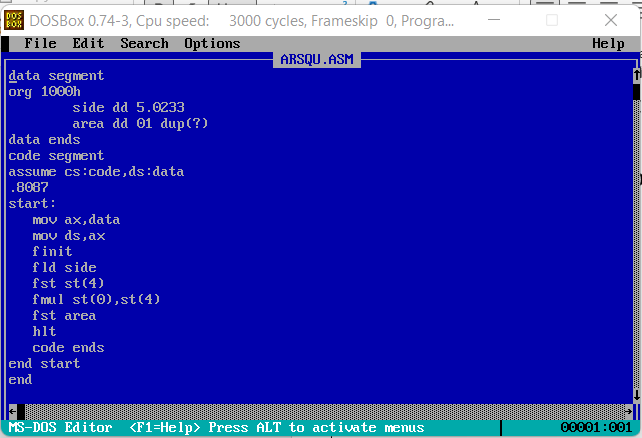 DOSBox 0.74-3, Cpu speed: 3000 cycles, Frameskip 0, Progra...
File Edit Search Options Help
ARSQU.ASM
data segment
org 1000h
side dd 5.0233
area dd 01 dup(?)
data ends
code segment
assume cs:code,ds:data
.8087
start:
mov ax,data
mov ds,ax
finit
fld side
fst st(4)
fmul st(0),st(4)
fst area
hlt
code ends
end start
end
MS-DOS Editor <F1=Help> Press ALT to activate menus 00001:001